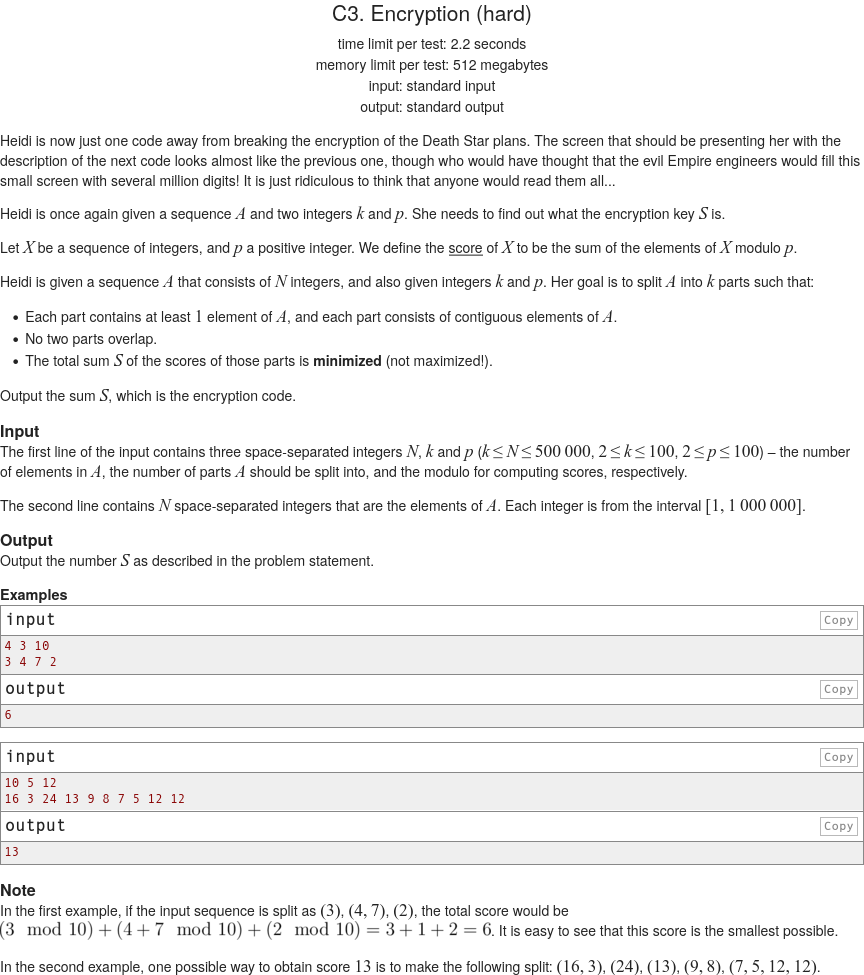 C3. Encryption (hard)
time limit per test: 2.2 seconds
memory limit per test: 512 megabytes
input: standard input
output: standard output
Heidi is now just one code away from breaking the encryption of the Death Star plans. The screen that should be presenting her with the
description of the next code looks almost like the previous one, though who would have thought that the evil Empire engineers would fill this
small screen with several million digits! It is just ridiculous to think that anyone would read them all...
Heidi is once again given a sequence A and two integers k and p. She needs to find out what the encryption key S is.
Let X be a sequence of integers, and p a positive integer. We define the score of X to be the sum of the elements of X modulo p.
Heidi is given a sequence A that consists of N integers, and also given integers k and p. Her goal is to split A into k parts such that:
• Each part contains at least 1 element of A, and each part consists of contiguous elements of A.
• No two parts overlap.
• The total sum S of the scores of those parts is minimized (not maximized!).
Output the sum S, which is the encryption code.
Input
The first line of the input contains three space-separated integers N, k and p (k ≤ N ≤ 500 000, 2 ≤ k ≤ 100, 2 ≤ p ≤ 100) – the number
of elements in A, the number of parts A should be split into, and the modulo for computing scores, respectively.
The second line contains N space-separated integers that are the elements of A. Each integer is from the interval [1, 1 000 000].
Output
Output the number S as described in the problem statement.
Examples
input Copy
4 3 10
3 4 7 2
output Copy
6
input Copy
10 5 12
16 3 24 13 9 8 7 5 12 12
output Copy
13
Note
In the first example, if the input sequence is split as (3), (4, 7), (2), the total score would be
(3 mod 10) + (4 + 7 mod 10) + (2 mod 10) = 3 + 1 + 2 = 6. It is easy to see that this score is the smallest possible.
In the second example, one possible way to obtain score 13 is to make the following split: (16, 3), (24), (13), (9, 8), (7, 5, 12, 12).